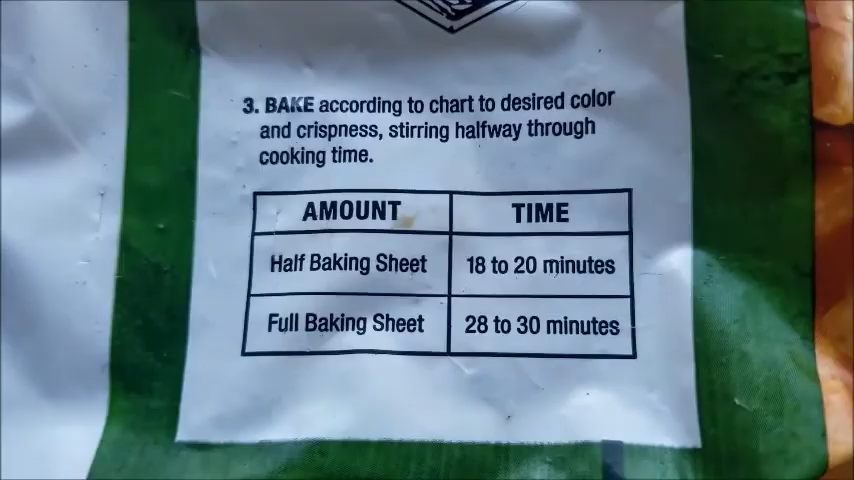 3. BAKE according to chart to desired color
and crispness, stirring halfway through
cooking time.
AMOUNT TIME
Half Baking Sheet 18 to 20 minutes
Full Baking Sheet 28 to 30 minutes